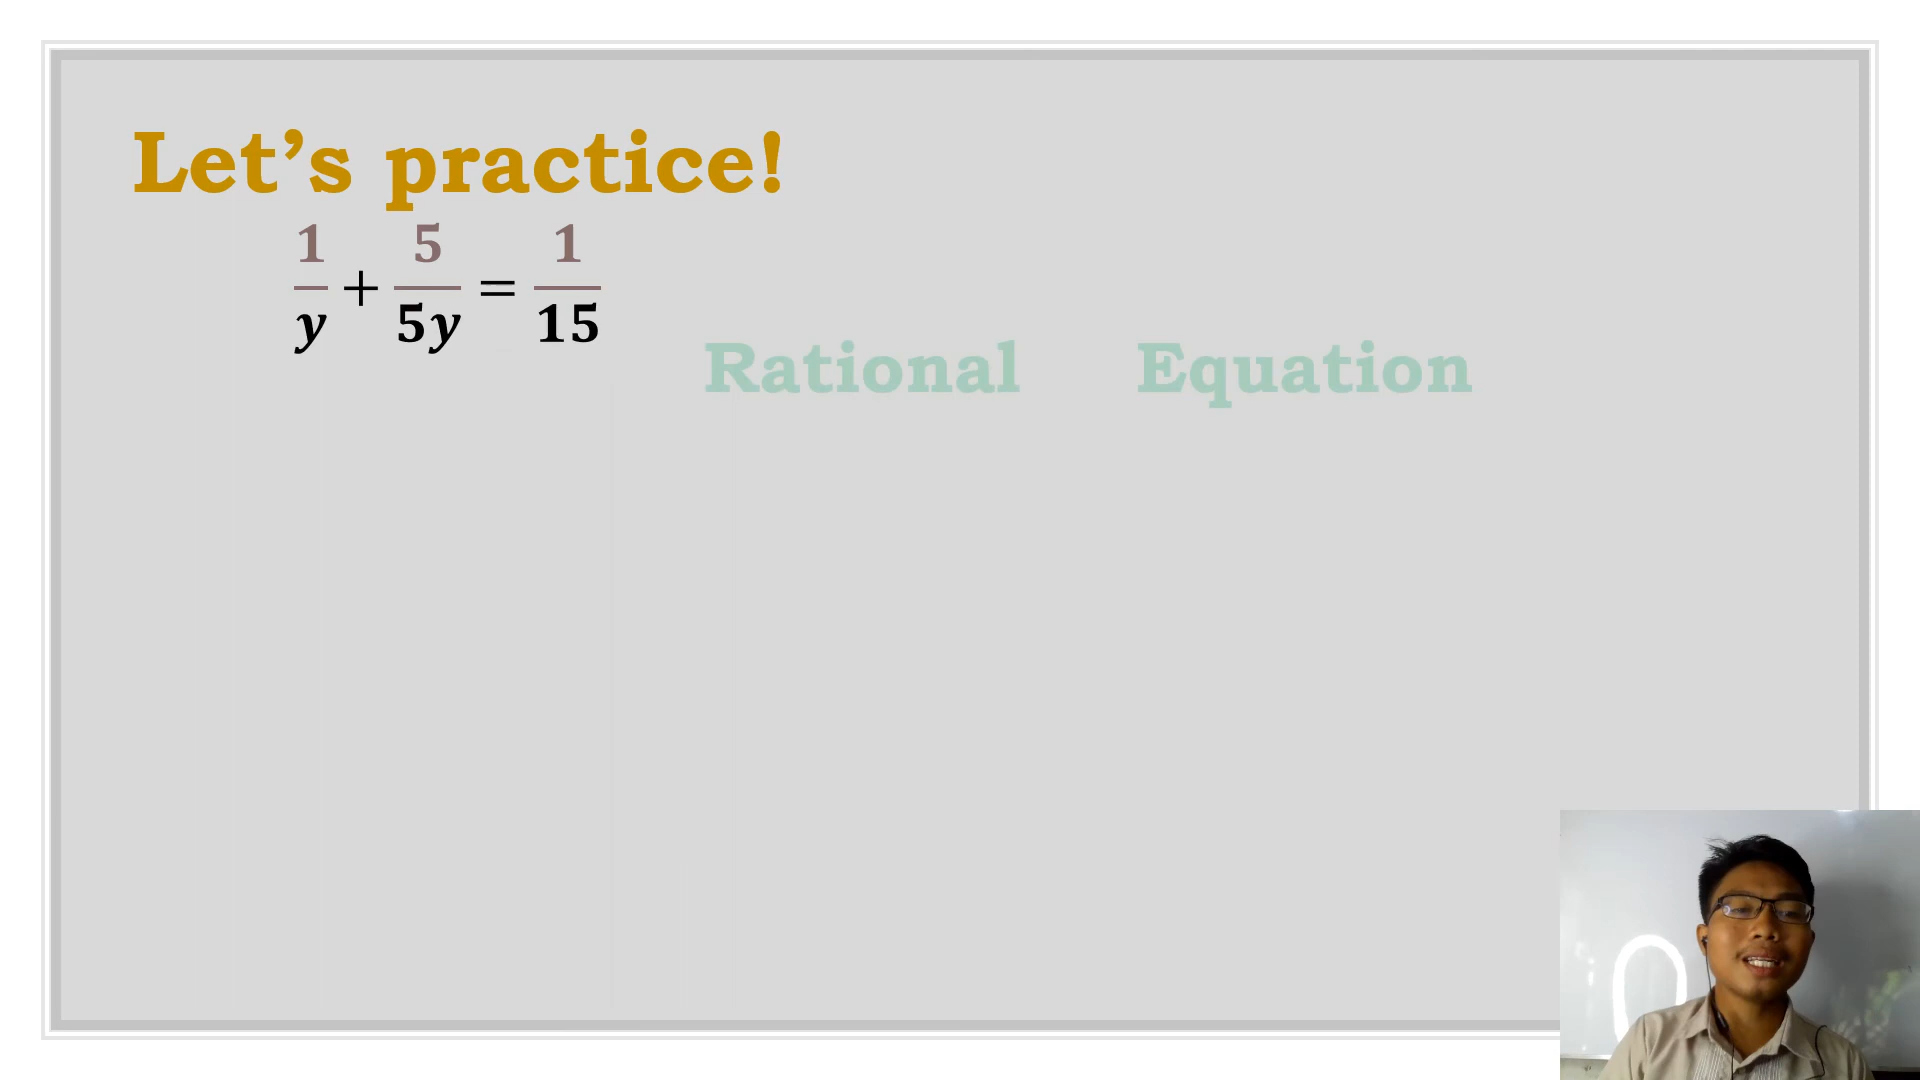 Let's practice!
1/y + 5/5y = 1/15
Rational Equation